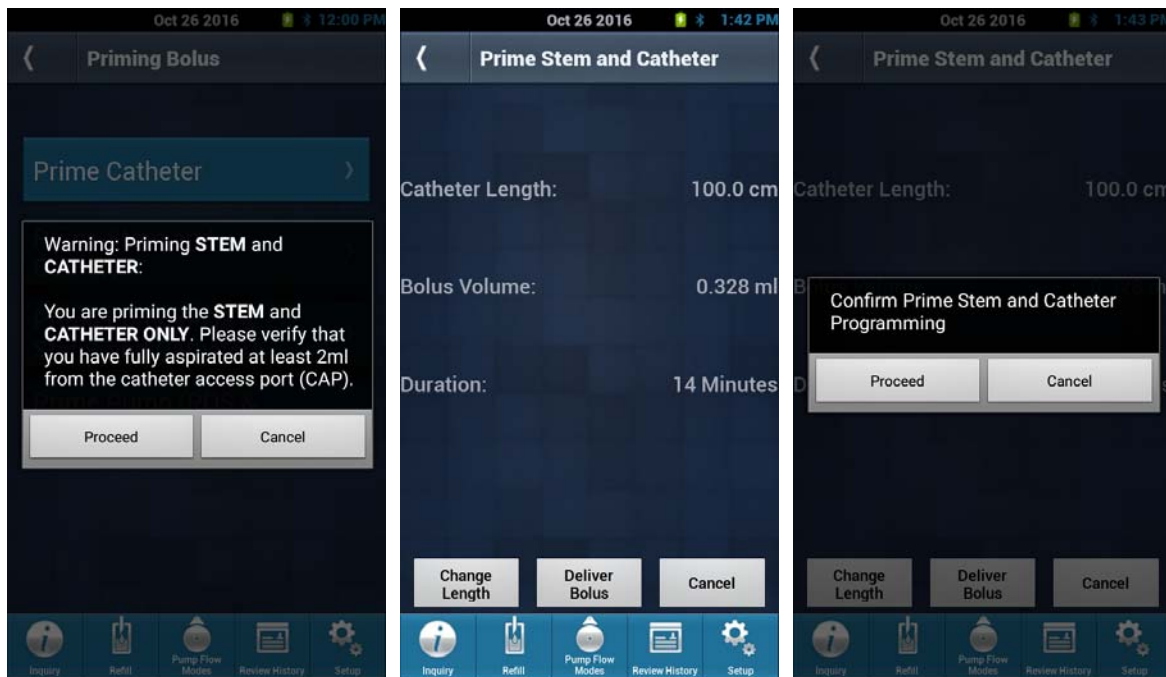 Oct 26 2016 12:00 PM
Priming Bolus
Prime Catheter
Warning: Priming STEM and
CATHETER:
You are priming the STEM and
CATHETER ONLY. Please verify that
you have fully aspirated at least 2ml
from the catheter access port (CAP).
Proceed Cancel
Inquiry Refill Pump Flow Modes Review History Setup
Oct 26 2016 1:42 PM
Prime Stem and Catheter
Catheter Length: 100.0 cm
Bolus Volume: 0.328 ml
Duration: 14 Minutes
Change Length Deliver Bolus Cancel
Inquiry Refill Pump Flow Modes Review History Setup
Oct 26 2016 1:43 PM
Prime Stem and Catheter
Catheter Length: 100.0 cm
Confirm Prime Stem and Catheter
Programming
Proceed Cancel
Change Length Deliver Bolus Cancel
Inquiry Refill Pump Flow Modes Review History Setup